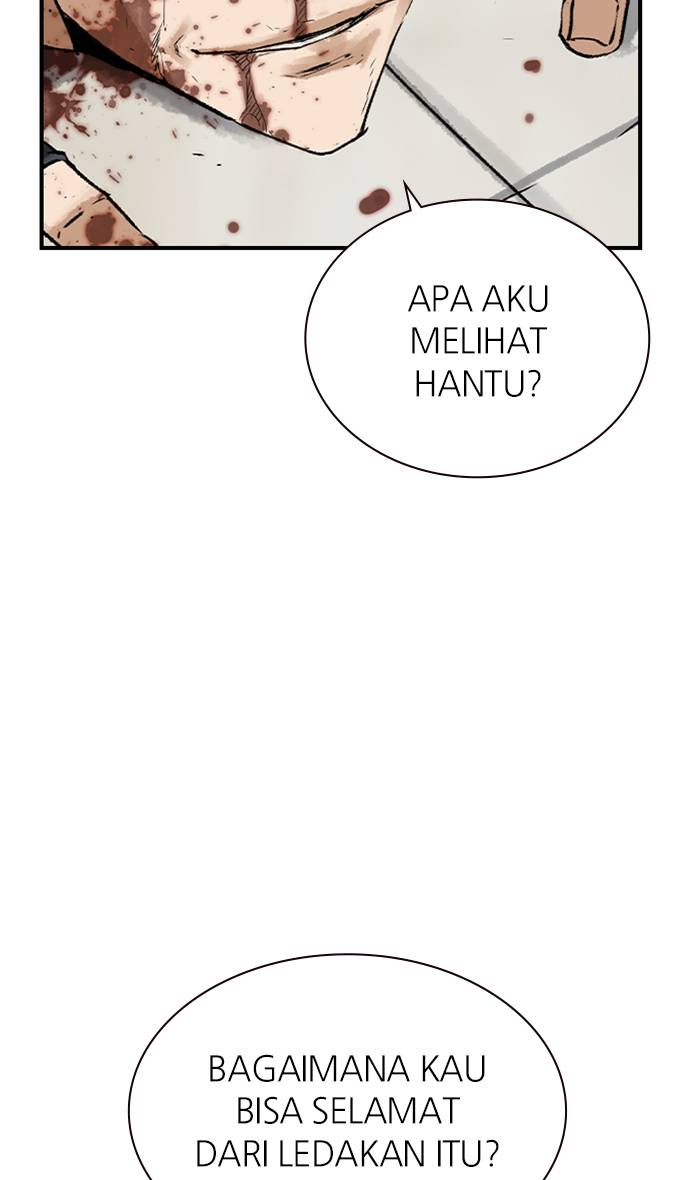 APA AKU
MELIHAT
HANTU?
BAGAIMANA KAU
BISA SELAMAT
DARI LEDAKAN ITU?